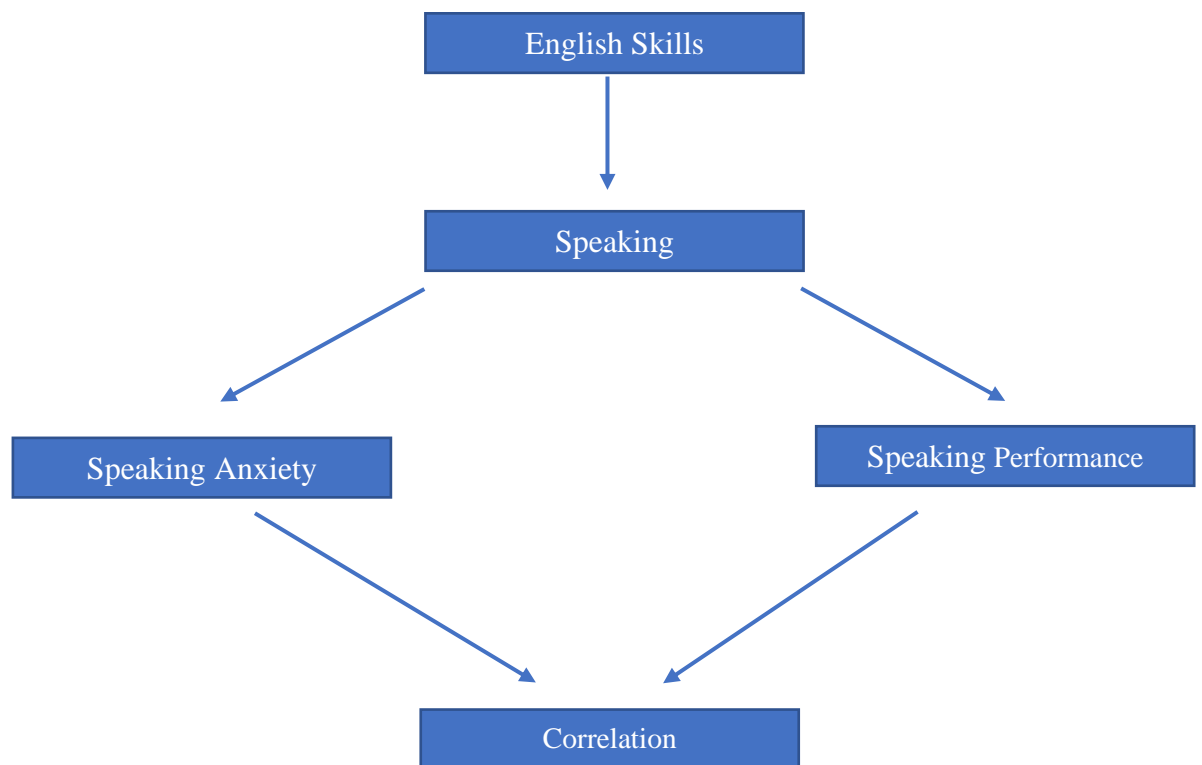 English Skills
Speaking
Speaking Anxiety
Speaking Performance
Correlation